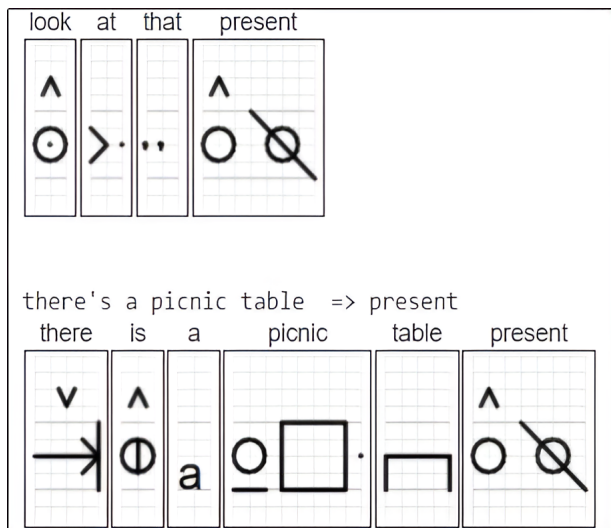 look at that present
there's a picnic table => present
there is a picnic table present
a